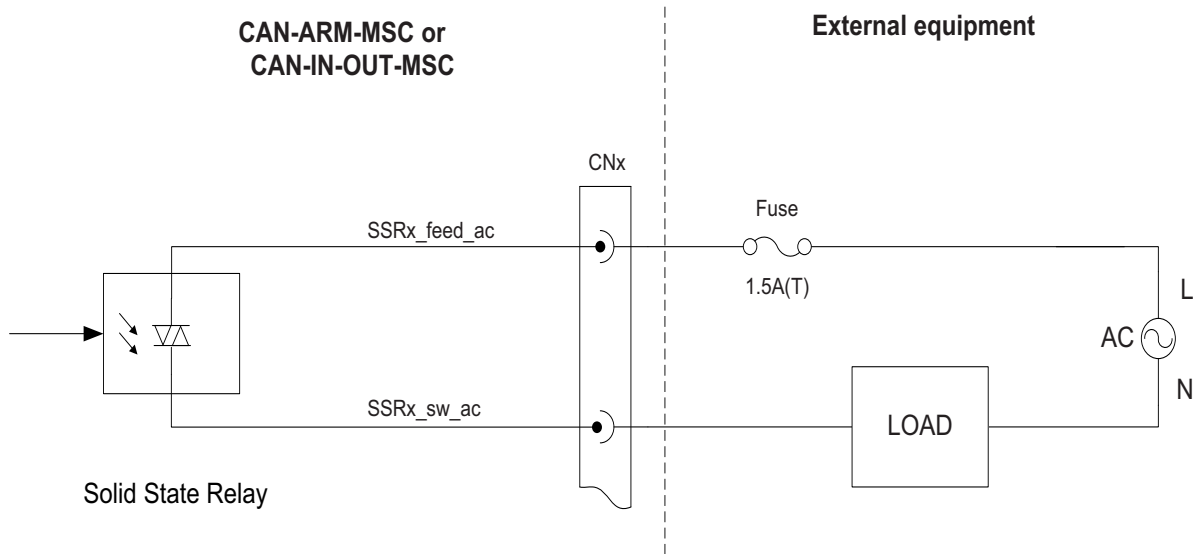 CAN-ARM-MSC or
CAN-IN-OUT-MSC
External equipment
CNx
Fuse
SSRx_feed_ac
1.5A(T)
L
AC
N
SSRx_sw_ac
LOAD
Solid State Relay